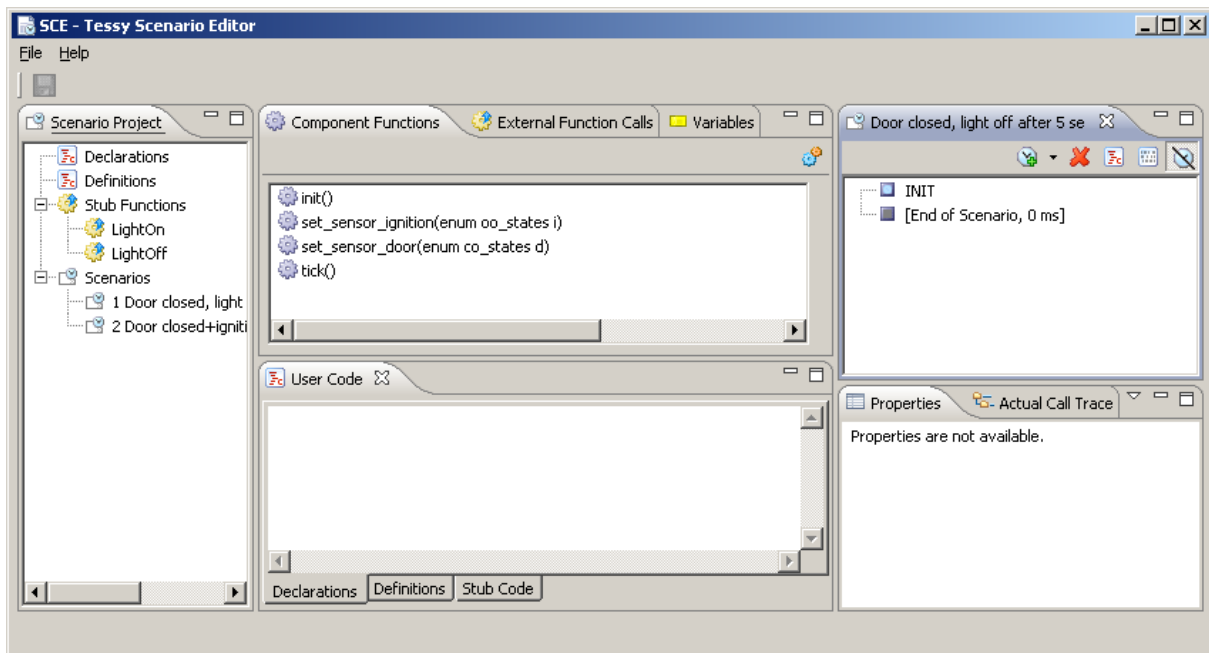 SCE - Tessy Scenario Editor
File Help
Scenario Project
Declarations
Definitions
Stub Functions
LightOn
LightOff
Scenarios
1 Door closed, light
2 Door closed+igniti
Component Functions External Function Calls Variables
init()
set_sensor_ignition(enum oo_states i)
set_sensor_door(enum co_states d)
tick()
User Code
Declarations Definitions Stub Code
Door closed, light off after 5 se
INIT
[End of Scenario, 0 ms]
Properties Actual Call Trace
Properties are not available.